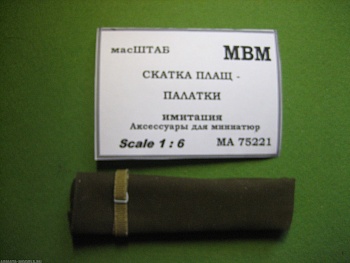 масШТАБ MBM
СКАТКА ПЛАЩ -
ПАЛАТКИ
имитация
Аксессуары для миниатюр
Scale 1 : 6 MA 75221